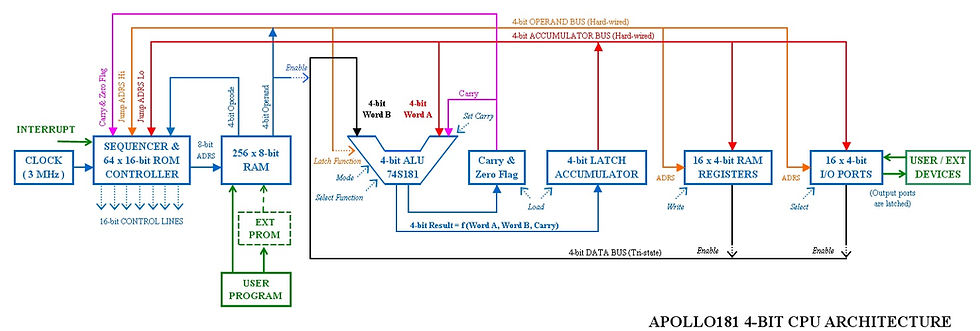 4-bit OPERAND BUS (Hard-wired)
4-bit ACCUMULATOR BUS (Hard-wired)
Carry & Zero Flag
Jump ADRS Hi
Jump ADRS Lo
4-bit Opcode
4-bit Operand
Enable
4-bit
Word B
4-bit
Word A
Carry
Set Carry
INTERRUPT
CLOCK
( 3 MHz )
SEQUENCER &
64 x 16-bit ROM
CONTROLLER
8-bit
ADRS
256 x 8-bit
RAM
Latch Function
Mode
Select Function
4-bit ALU
74S181
Carry &
Zero Flag
Load
4-bit LATCH
ACCUMULATOR
ADRS
16 x 4-bit RAM
REGISTERS
Write
ADRS
16 x 4-bit
I/O PORTS
Select
USER / EXT
DEVICES
(Output ports
are latched)
16-bit CONTROL LINES
EXT
PROM
4-bit Result = f (Word A, Word B, Carry)
4-bit DATA BUS (Tri-state)
Enable
Enable
USER
PROGRAM
APOLLO181 4-BIT CPU ARCHITECTURE